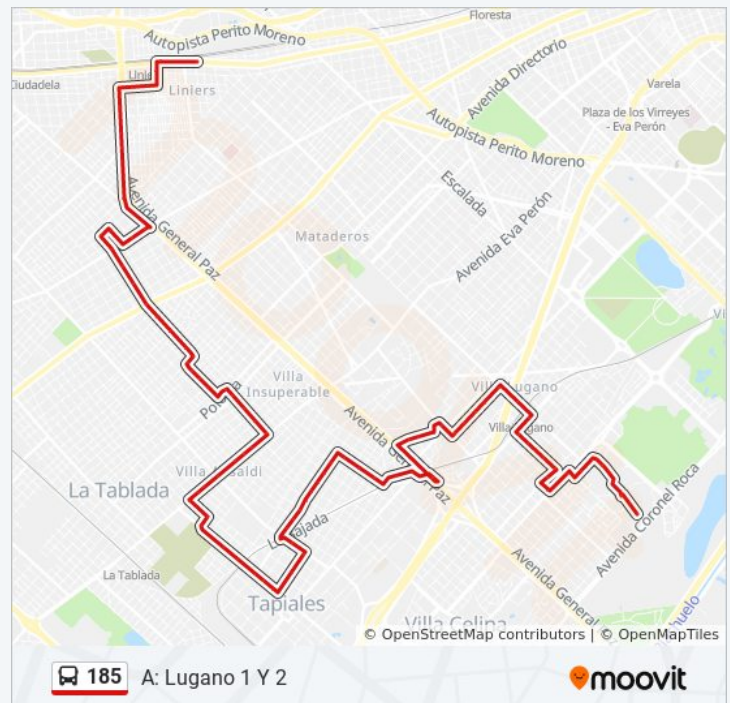 Floresta
Autopista Perito Moreno
Ciudadela
Liniers
Avenida Directorio
Varela
Plaza de los Virreyes
- Eva Perón
Autopista Perito Moreno
Escalada
Avenida General Paz
Mataderos
Avenida Eva Perón
Villa
Insuperable
Avenida General Paz
Villa Lugano
Villa Lugano
La Tablada
Avenida Coronel Roca
La Tablada
Tapiales
Avenida General
Villa Celina
© OpenStreetMap contributors | © OpenMapTiles
185 A: Lugano 1 Y 2
moovit